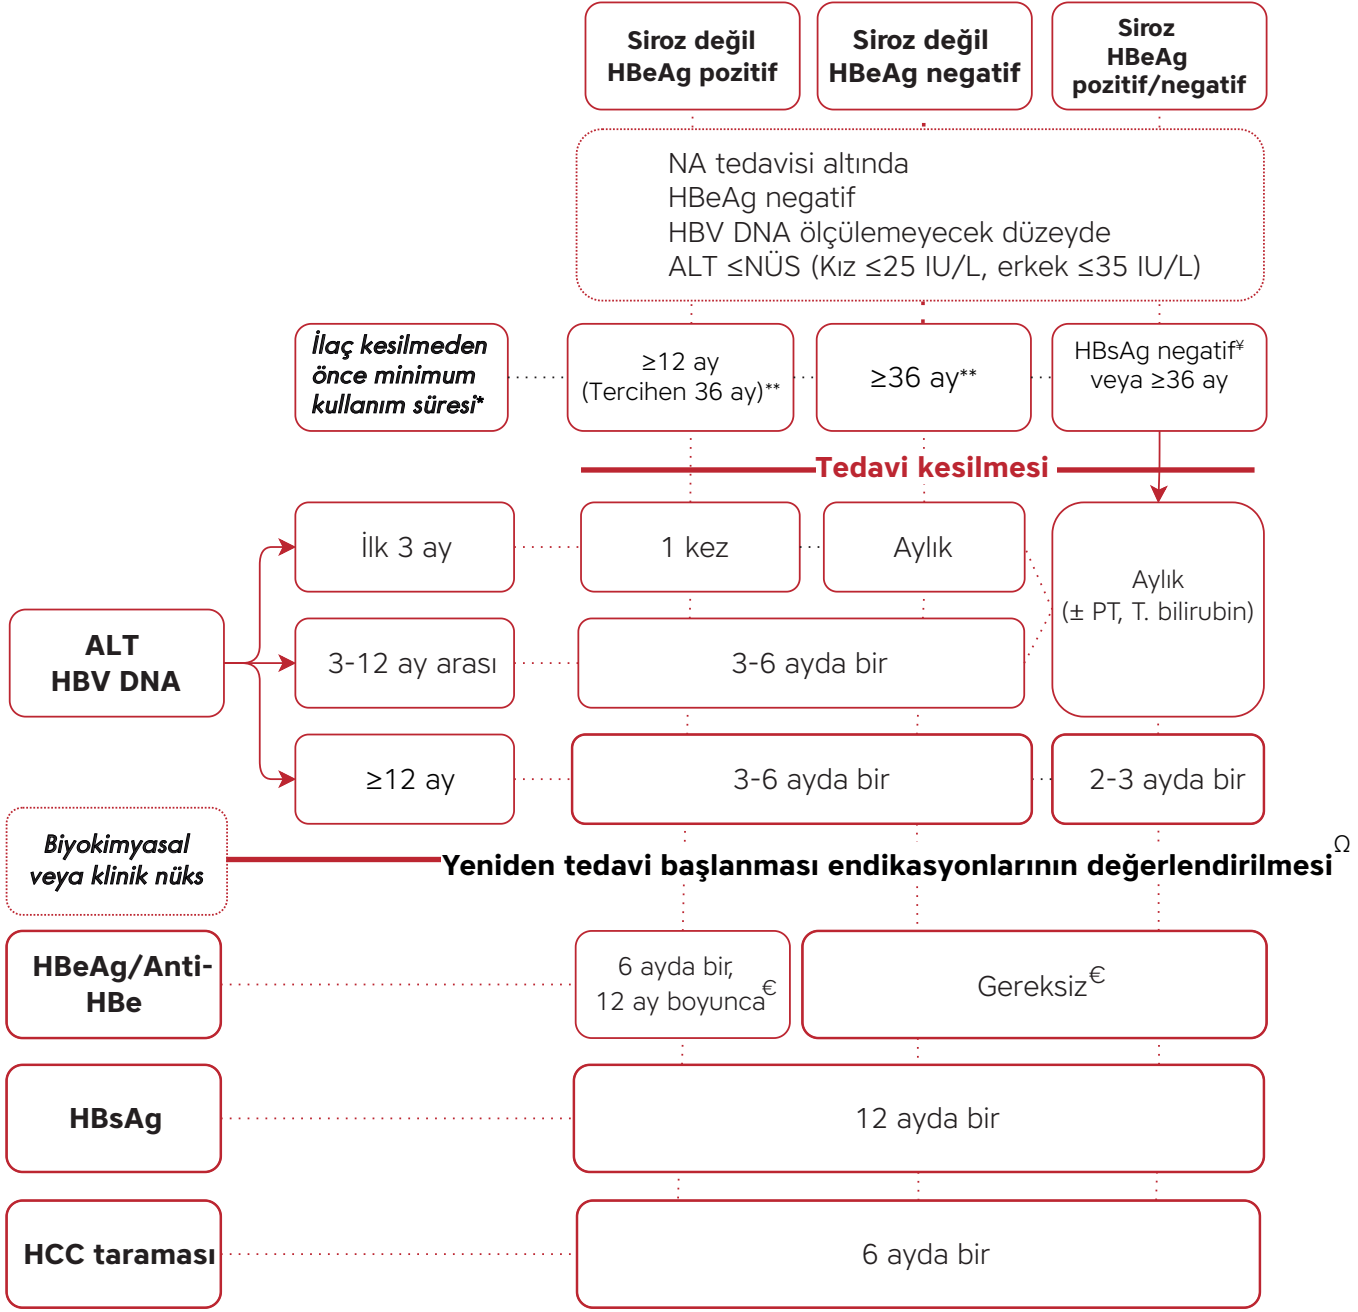 Siroz değil
HBeAg pozitif
Siroz değil
HBeAg negatif
Siroz
HBeAg
pozitif/negatif
NA tedavisi altında
HBeAg negatif
HBV DNA ölçülemeyecek düzeyde
ALT ≤NÜS (Kız ≤25 IU/L, erkek ≤35 IU/L)
İlaç kesilmeden
önce minimum
kullanım süresi*
≥12 ay
(Tercihen 36 ay)**
≥36 ay**
HBsAg negatif¥
veya ≥36 ay
Tedavi kesilmesi
ALT
HBV DNA
İlk 3 ay
1 kez
Aylık
Aylık
(± PT, T. bilirubin)
3-12 ay arası
3-6 ayda bir
≥12 ay
3-6 ayda bir
2-3 ayda bir
Biyokimyasal
veya klinik nüks
Yeniden tedavi başlanması endikasyonlarının değerlendirilmesiΩ
HBeAg/Anti-
HBe
6 ayda bir,
12 ay boyunca€
Gereksiz€
HBsAg
12 ayda bir
HCC taraması
6 ayda bir